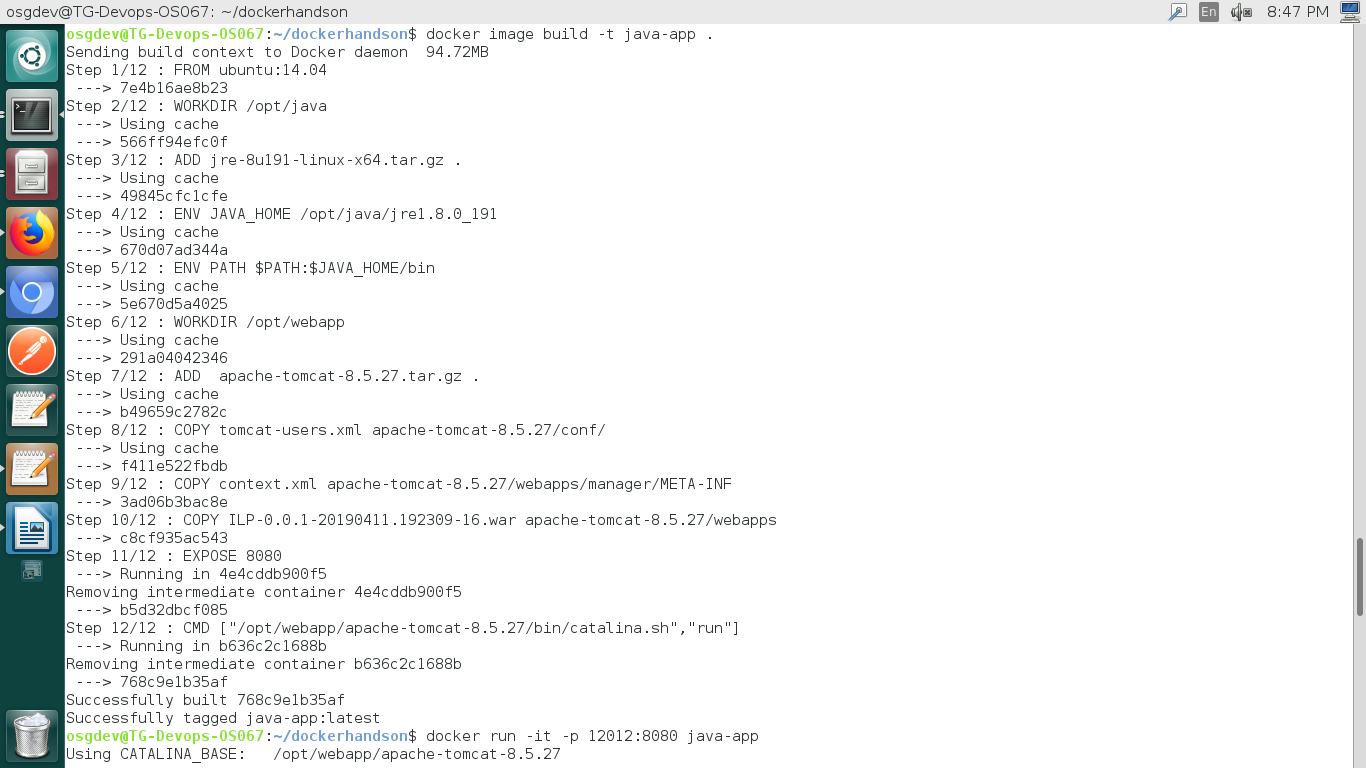 osgdev@TG-Devops-OS067: ~/dockerhandson
En
8:47 PM
osgdev@TG-Devops-OS067:~/dockerhandson$ docker image build -t java-app .
Sending build context to Docker daemon  94.72MB
Step 1/12 : FROM ubuntu:14.04
 ---> 7e4b16ae8b23
Step 2/12 : WORKDIR /opt/java
 ---> Using cache
 ---> 566ff94efc0f
Step 3/12 : ADD jre-8u191-linux-x64.tar.gz .
 ---> Using cache
 ---> 49845cfc1cfe
Step 4/12 : ENV JAVA_HOME /opt/java/jre1.8.0_191
 ---> Using cache
 ---> 670d07ad344a
Step 5/12 : ENV PATH $PATH:$JAVA_HOME/bin
 ---> Using cache
 ---> 5e670d5a4025
Step 6/12 : WORKDIR /opt/webapp
 ---> Using cache
 ---> 291a04042346
Step 7/12 : ADD  apache-tomcat-8.5.27.tar.gz .
 ---> Using cache
 ---> b49659c2782c
Step 8/12 : COPY tomcat-users.xml apache-tomcat-8.5.27/conf/
 ---> Using cache
 ---> f411e522fbdb
Step 9/12 : COPY context.xml apache-tomcat-8.5.27/webapps/manager/META-INF
 ---> 3ad06b3bac8e
Step 10/12 : COPY ILP-0.0.1-20190411.192309-16.war apache-tomcat-8.5.27/webapps
 ---> c8cf935ac543
Step 11/12 : EXPOSE 8080
 ---> Running in 4e4cddb900f5
Removing intermediate container 4e4cddb900f5
 ---> b5d32dbcf085
Step 12/12 : CMD ["/opt/webapp/apache-tomcat-8.5.27/bin/catalina.sh","run"]
 ---> Running in b636c2c1688b
Removing intermediate container b636c2c1688b
 ---> 768c9e1b35af
Successfully built 768c9e1b35af
Successfully tagged java-app:latest
osgdev@TG-Devops-OS067:~/dockerhandson$ docker run -it -p 12012:8080 java-app
Using CATALINA_BASE:   /opt/webapp/apache-tomcat-8.5.27